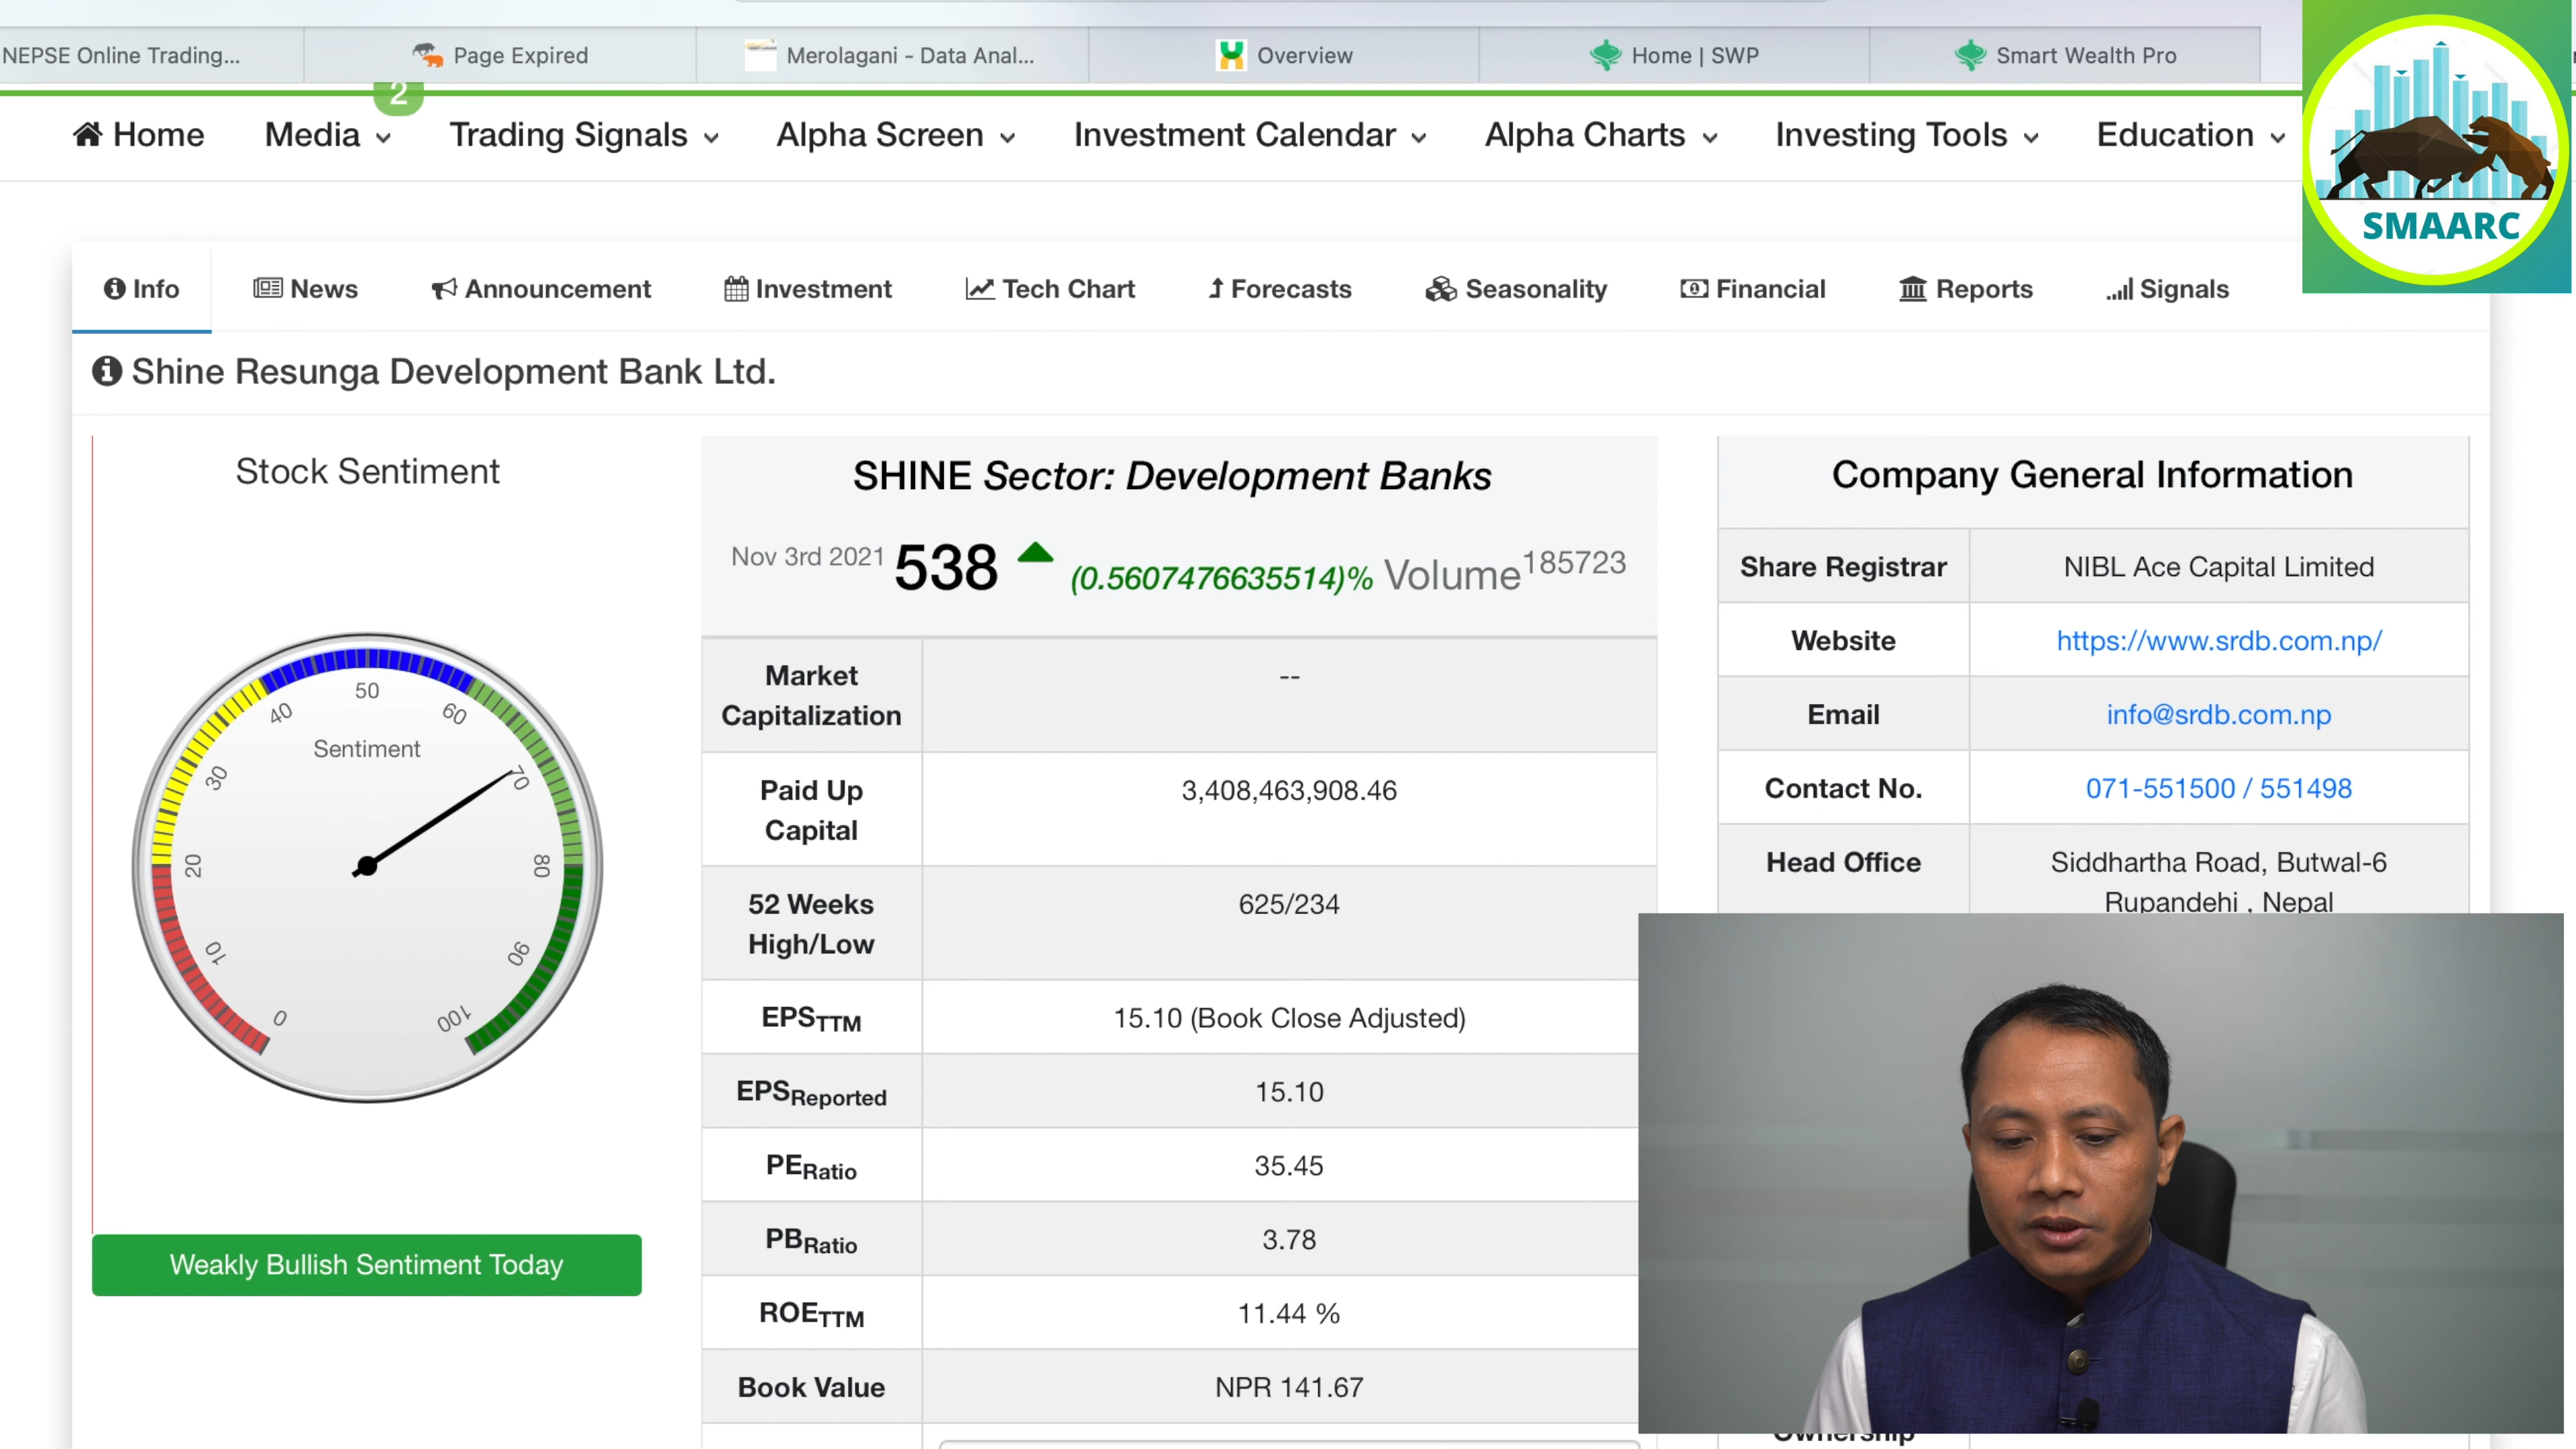 NEPSE Online Trading...
Page Expired
Merolagani - Data Anal...
Overview
Home | SWP
Smart Wealth Pro
2
Home
Media
Trading Signals
Alpha Screen
Investment Calendar
Alpha Charts
Investing Tools
Education
SMAARC
Info
News
Announcement
Investment
Tech Chart
Forecasts
Seasonality
Financial
Reports
Signals
Shine Resunga Development Bank Ltd.
Stock Sentiment
50
40
60
Sentiment
30
70
20
80
10
90
0
100
Weakly Bullish Sentiment Today
SHINE Sector: Development Banks
Nov 3rd 2021 538 (0.5607476635514)% Volume 185723
Market Capitalization
--
Paid Up Capital
3,408,463,908.46
52 Weeks High/Low
625/234
EPSTTM
15.10 (Book Close Adjusted)
EPSReported
15.10
PERatio
35.45
PBRatio
3.78
ROETTM
11.44 %
Book Value
NPR 141.67
Company General Information
Share Registrar
NIBL Ace Capital Limited
Website
https://www.srdb.com.np/
Email
info@srdb.com.np
Contact No.
071-551500 / 551498
Head Office
Siddhartha Road, Butwal-6
Rupandehi , Nepal
Ownership